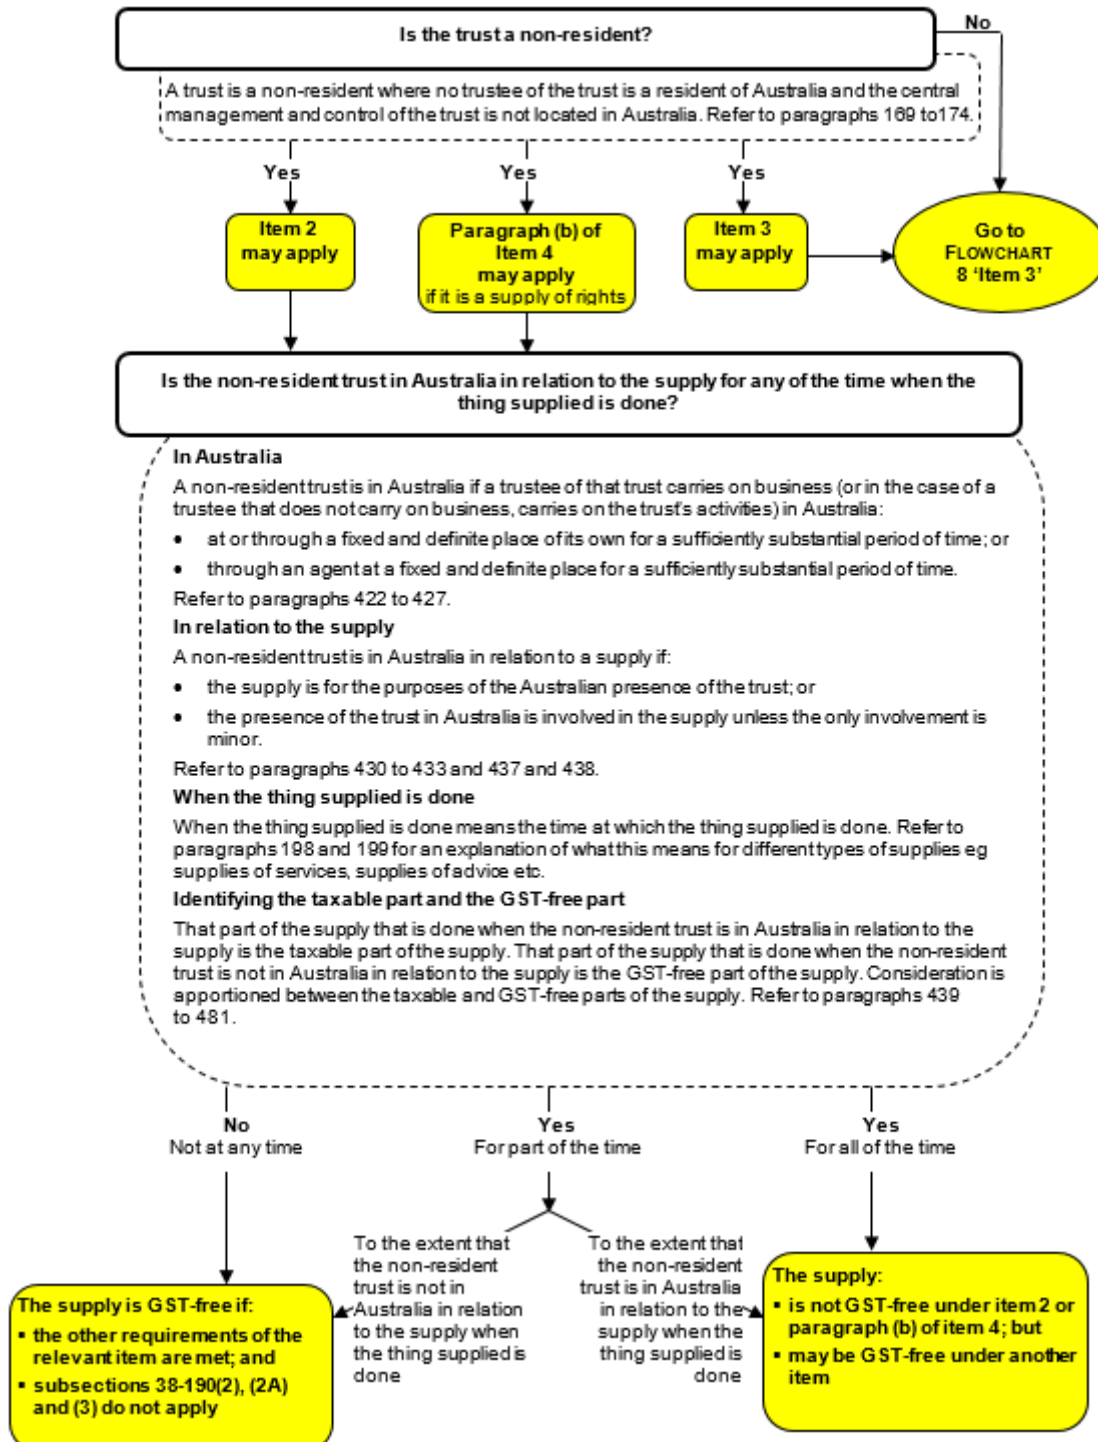 Is the trust a non-resident?
No
A trust is a non-resident where no trustee of the trust is a resident of Australia and the central
management and control of the trust is not located in Australia. Refer to paragraphs 169 to174.
Yes
Yes
Yes
Item 2
may apply
Paragraph (b) of
Item 4
may apply
if it is a supply of rights
Item 3
may apply
Go to
FLOWCHART
8 ‘Item 3’
Is the non-resident trust in Australia in relation to the supply for any of the time when the
thing supplied is done?
In Australia
A non-resident trust is in Australia if a trustee of that trust carries on business (or in the case of a
trustee that does not carry on business, carries on the trust's activities) in Australia:
• at or through a fixed and definite place of its own for a sufficiently substantial period of time; or
• through an agent at a fixed and definite place for a sufficiently substantial period of time.
Refer to paragraphs 422 to 427.
In relation to the supply
A non-resident trust is in Australia in relation to a supply if:
• the supply is for the purposes of the Australian presence of the trust; or
• the presence of the trust in Australia is involved in the supply unless the only involvement is
minor.
Refer to paragraphs 430 to 433 and 437 and 438.
When the thing supplied is done
When the thing supplied is done means the time at which the thing supplied is done. Refer to
paragraphs 198 and 199 for an explanation of what this means for different types of supplies eg
supplies of services, supplies of advice etc.
Identifying the taxable part and the GST-free part
That part of the supply that is done when the non-resident trust is in Australia in relation to the
supply is the taxable part of the supply. That part of the supply that is done when the non-resident
trust is not in Australia in relation to the supply is the GST-free part of the supply. Consideration is
apportioned between the taxable and GST-free parts of the supply. Refer to paragraphs 439
to 481.
No
Not at any time
Yes
For part of the time
Yes
For all of the time
To the extent that
the non-resident
trust is not in
Australia in relation
to the supply when
the thing supplied is
done
To the extent that
the non-resident
trust is in Australia
in relation to the
supply when the
thing supplied is
done
The supply is GST-free if:
▪ the other requirements of the
relevant item are met; and
▪ subsections 38-190(2), (2A)
and (3) do not apply
The supply:
▪ is not GST-free under item 2 or
paragraph (b) of item 4; but
▪ may be GST-free under another
item